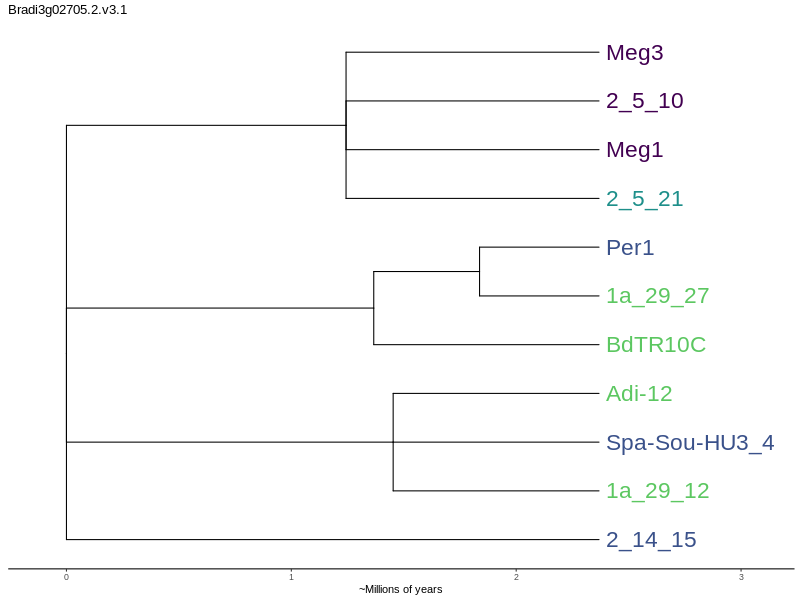 Bradi3g02705.2.v3.1
Meg3
2_5_10
Meg1
2_5_21
Per1
1a_29_27
BdTR10C
Adi-12
Spa-Sou-HU3_4
1a_29_12
2_14_15
0 1 2 3
~Millions of years